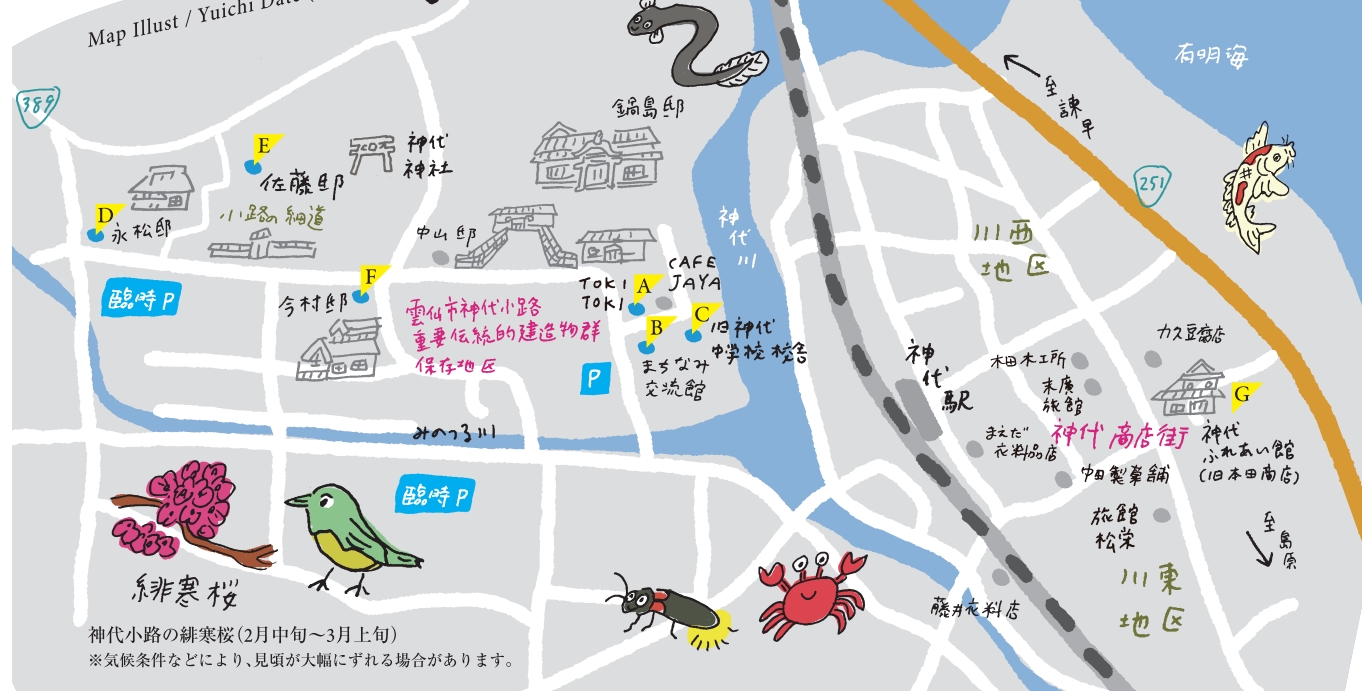 Map Illust / Yuichi Date
389
有明海
至諫早
鍋島邸
251
E
佐藤邸
神代
神社
小路の細道
D
永松邸
中山邸
神代川
川西
地区
臨時P
F
今村邸
TOKI
TOKI
A
CAFE
JAYA
C
旧神代
中学校校舎
B
まちなみ
交流館
雲仙市神代小路
重要伝統的建造物群
保存地区
P
神代駅
力久豆腐店
木田木工所
末廣
旅館
G
神代
ふれあい館
(旧本田商店)
まえだ
衣料品店
神代商店街
中田製菓舗
みのつる川
臨時P
旅館
松栄
至島原
川東
地区
藤井衣料店
緋寒桜
神代小路の緋寒桜(2月中旬〜3月上旬)
※気候条件などにより、見頃が大幅にずれる場合があります。